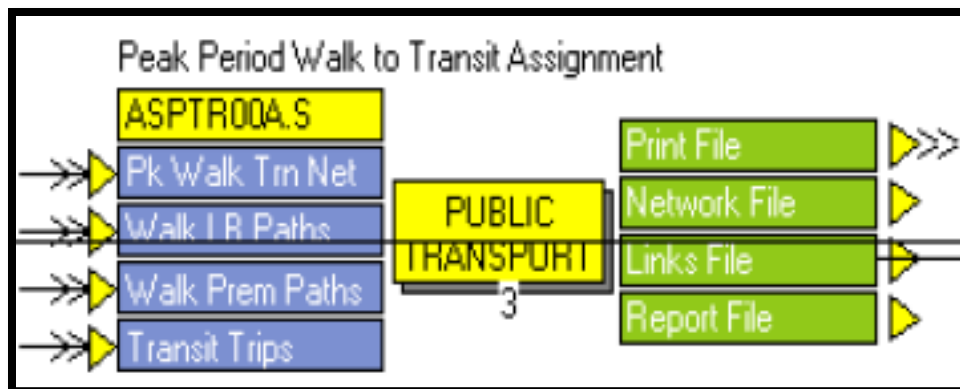 Peak Period Walk to Transit Assignment
ASPTR00A.S
Pk Walk Trn Net
Walk LB Paths
Walk Prem Paths
Transit Trips
PUBLIC
TRANSPORT
3
Print File
Network File
Links File
Report File